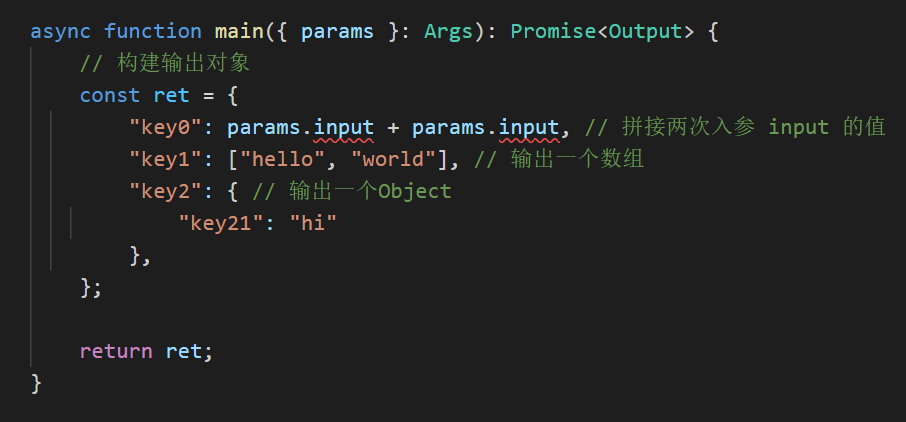 async function main({ params }: Args): Promise<Output> {
    // 构建输出对象
    const ret = {
        "key0": params.input + params.input, // 拼接两次入参 input 的值
        "key1": ["hello", "world"], // 输出一个数组
        "key2": { // 输出一个Object
            "key21": "hi"
        },
    };

    return ret;
}